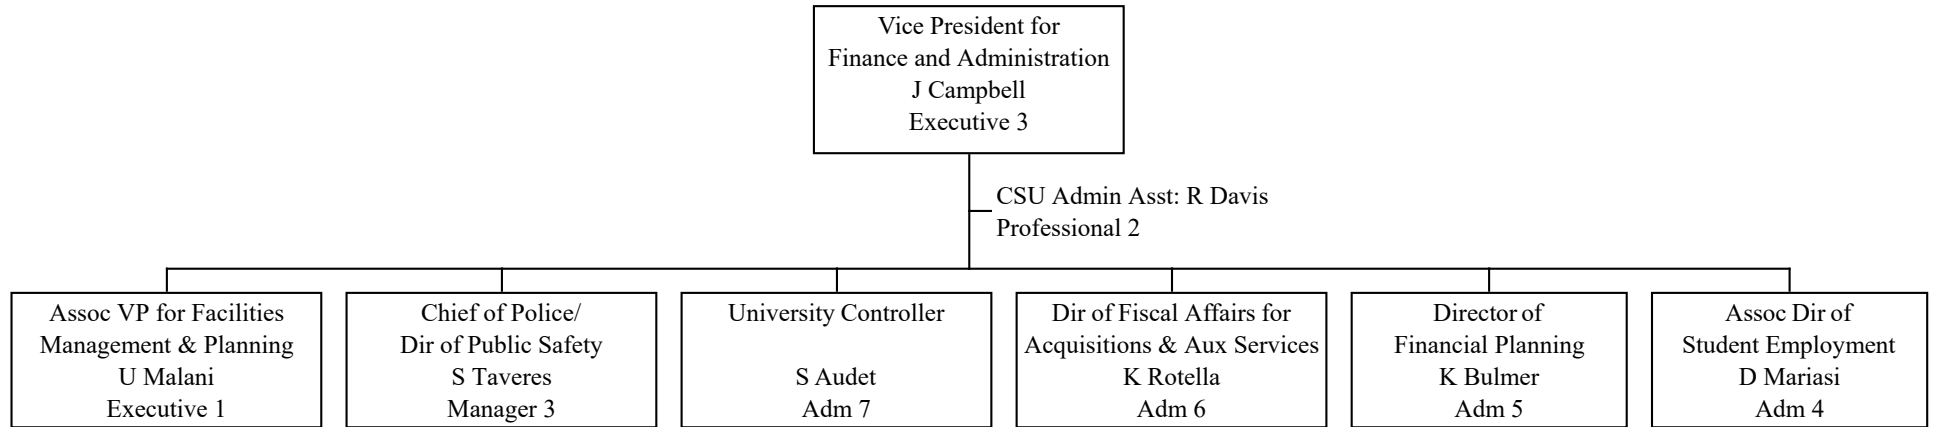 Vice President for
Finance and Administration
J Campbell
Executive 3
CSU Admin Asst: R Davis
Professional 2
Assoc VP for Facilities
Management & Planning
U Malani
Executive 1
Chief of Police/
Dir of Public Safety
S Taveres
Manager 3
University Controller
S Audet
Adm 7
Dir of Fiscal Affairs for
Acquisitions & Aux Services
K Rotella
Adm 6
Director of
Financial Planning
K Bulmer
Adm 5
Assoc Dir of
Student Employment
D Mariasi
Adm 4